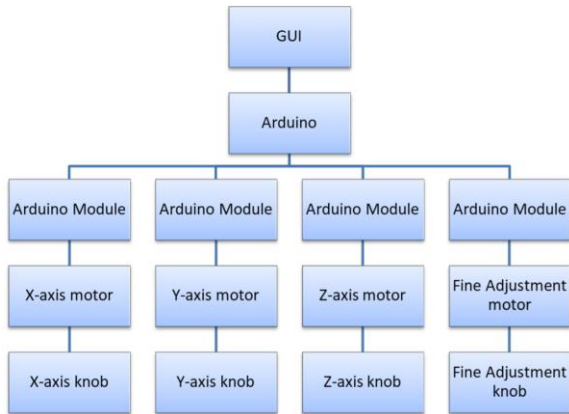 GUI
Arduino
Arduino Module
Arduino Module
Arduino Module
Arduino Module
X-axis motor
Y-axis motor
Z-axis motor
Fine Adjustment
motor
X-axis knob
Y-axis knob
Z-axis knob
Fine Adjustment
knob